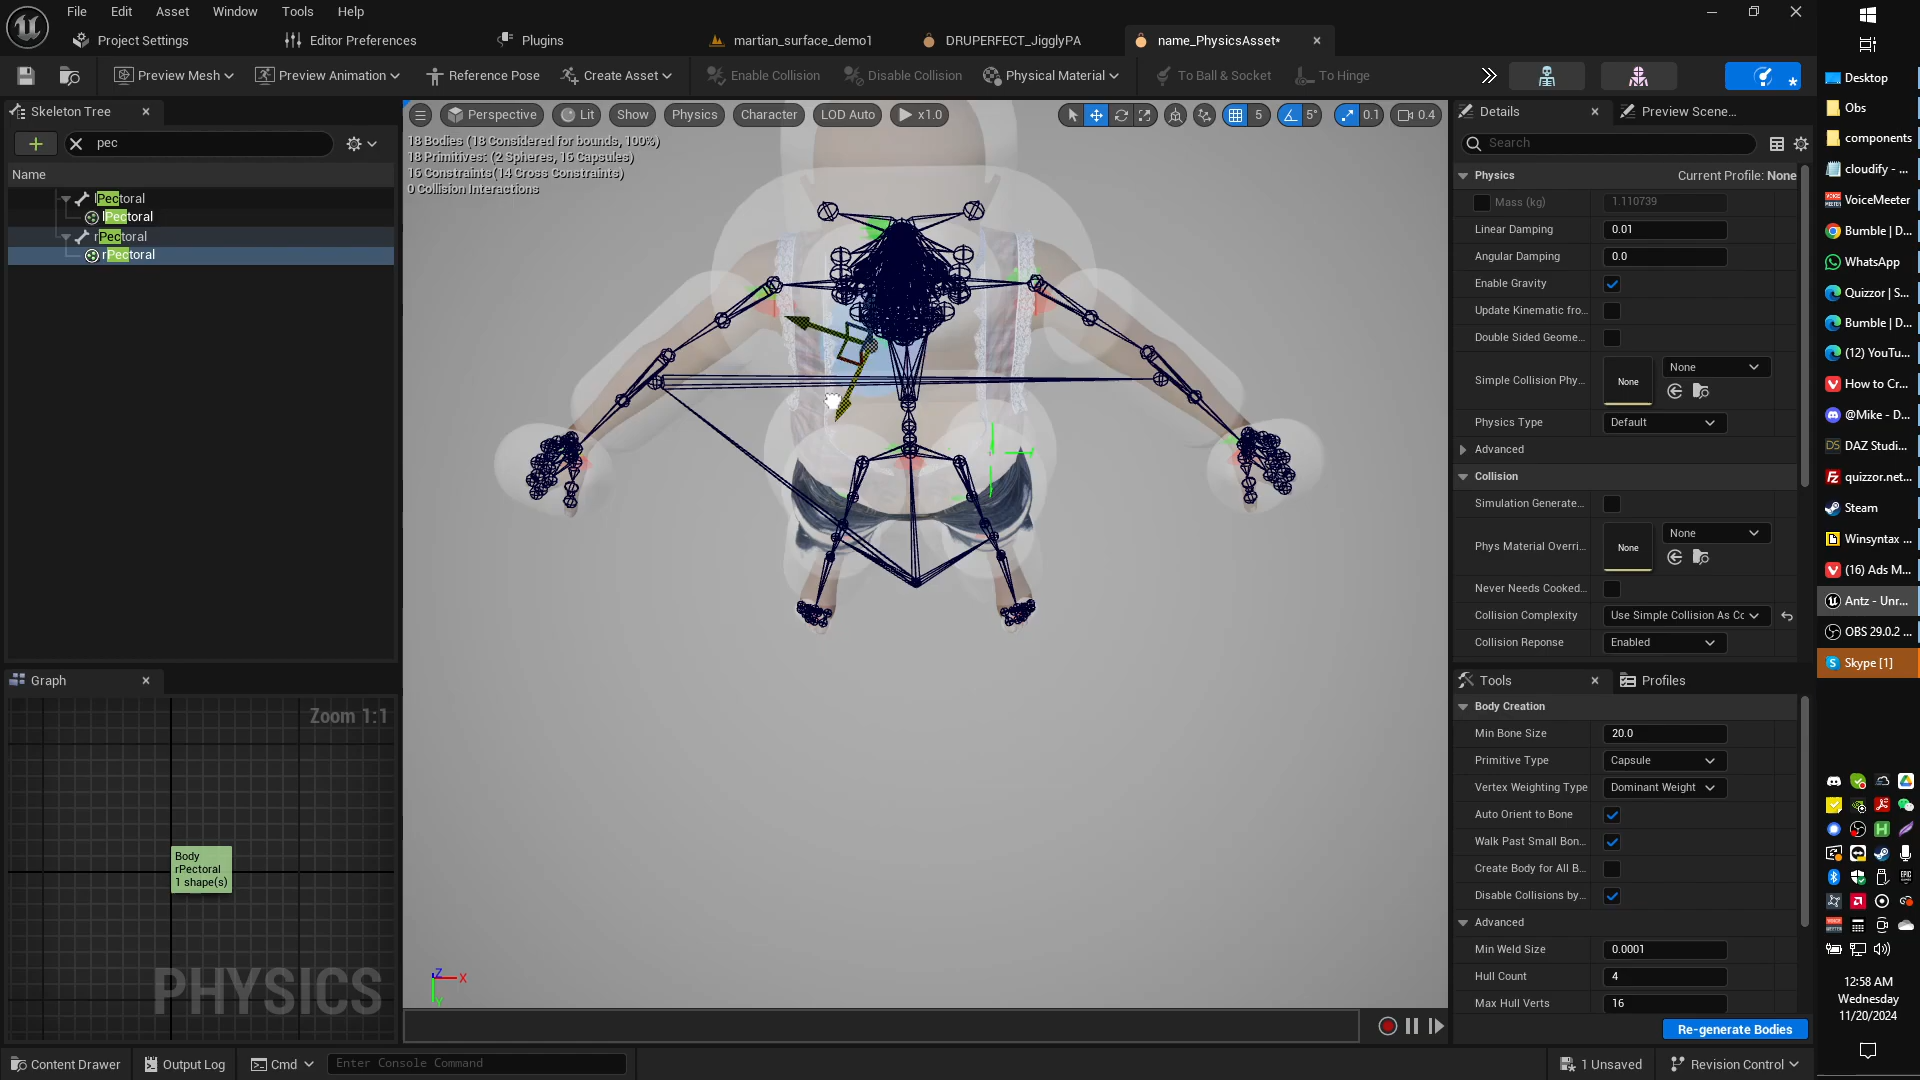 File Edit Asset Window Tools Help
Project Settings Editor Preferences Plugins martian_surface_demo1 DRUPERFECT_JigglyPA name_PhysicsAsset*
Preview Mesh Preview Animation Reference Pose Create Asset Enable Collision Disable Collision Physical Material To Ball & Socket To Hinge
Skeleton Tree
pec
Name
lPectoral
lPectoral
rPectoral
rPectoral
Graph
Zoom 1:1
Body
rPectoral
1 shape(s)
PHYSICS
Perspective Lit Show Physics Character LOD Auto x1.0 5 5° 0.1 0.4
18 Bodies (18 Considered for bounds, 100%)
18 Primitives: (2 Spheres, 16 Capsules)
16 Constraints(14 Cross Constraints)
0 Collision Interactions
Z X
Y
Details Preview Scene...
Search
Physics Current Profile: None
Mass (kg) 1.110739
Linear Damping 0.01
Angular Damping 0.0
Enable Gravity
Update Kinematic fro...
Double Sided Geome...
Simple Collision Phy... None None
Physics Type Default
Advanced
Collision
Simulation Generate...
Phys Material Overri... None None
Never Needs Cooked...
Collision Complexity Use Simple Collision As Cc
Collision Reponse Enabled
Tools Profiles
Body Creation
Min Bone Size 20.0
Primitive Type Capsule
Vertex Weighting Type Dominant Weight
Auto Orient to Bone
Walk Past Small Bon...
Create Body for All B...
Disable Collisions by...
Advanced
Min Weld Size 0.0001
Hull Count 4
Max Hull Verts 16
Re-generate Bodies
Content Drawer Output Log Cmd Enter Console Command 1 Unsaved Revision Control
Desktop
Obs
components
cloudify - ...
VoiceMeeter
Bumble | D...
WhatsApp
Quizzor | S...
Bumble | D...
(12) YouTu...
How to Cr...
@Mike - D...
DS DAZ Studi...
quizzor.net...
Steam
Winsyntax ...
(16) Ads M...
Antz - Unr...
OBS 29.0.2 ...
Skype [1]
12:58 AM
Wednesday
11/20/2024